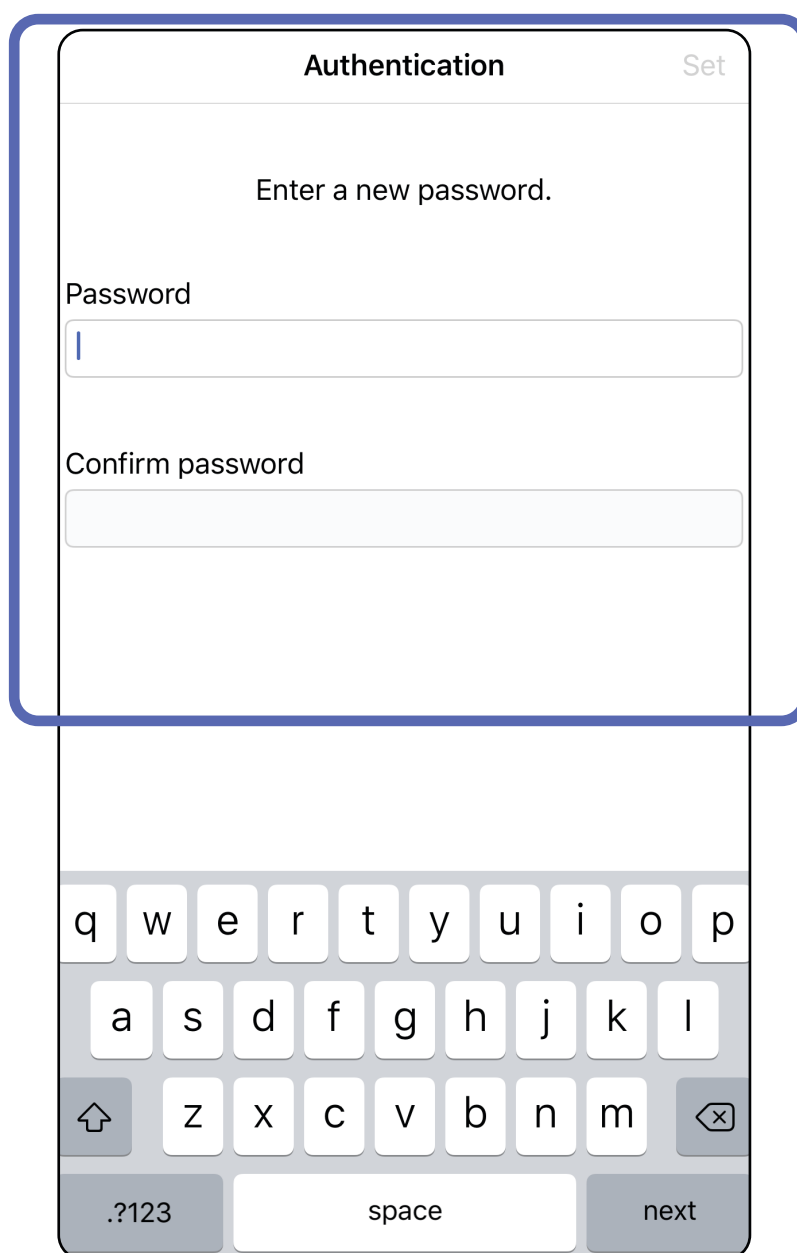 Authentication Set
Enter a new password.
Password
Confirm password
q w e r t y u i o p
a s d f g h j k l
z x c v b n m
.?123 space next